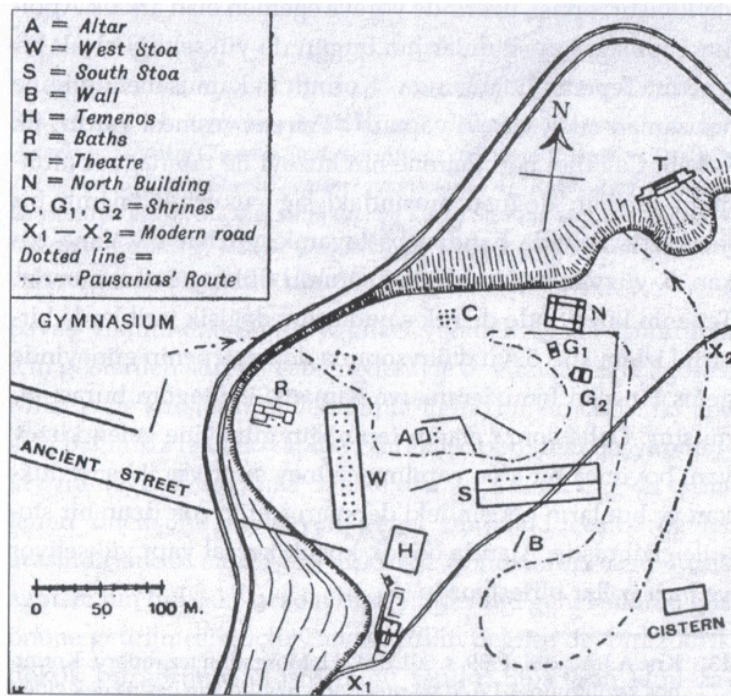 A = Altar
W = West Stoa
S = South Stoa
B = Wall
H = Temenos
R = Baths
T = Theatre
N = North Building
C, G₁, G₂ = Shrines
X₁ — X₂ = Modern road
Dotted line =
= Pausanias' Route
N
T
GYMNASIUM
C
N
G₁
X₂
G₂
R
A
ANCIENT STREET
W
S
H
B
0 50 100 M.
CISTERN
X₁